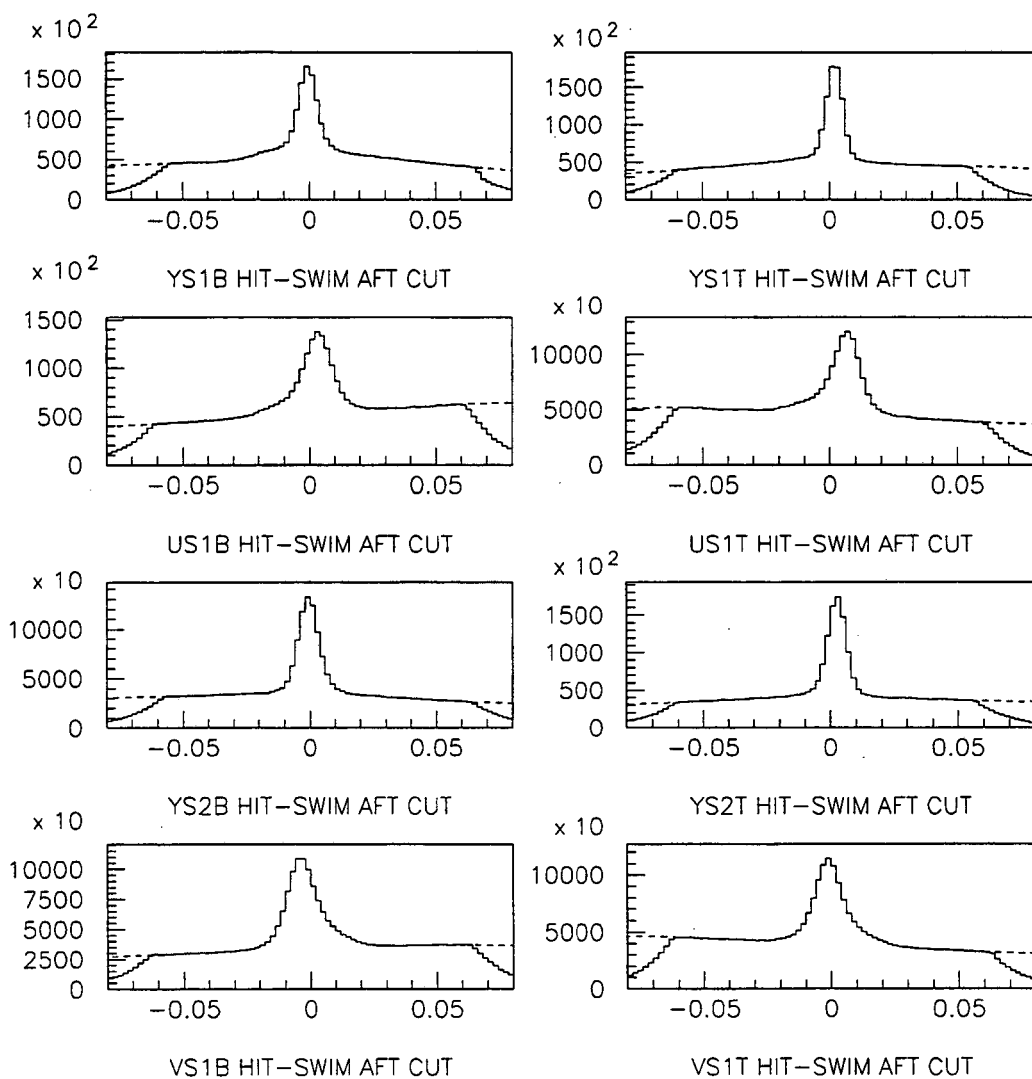 x 10²
1500
1000
500
0
−0.05 0 0.05
YS1B HIT−SWIM AFT CUT
x 10²
1500
1000
500
0
−0.05 0 0.05
YS1T HIT−SWIM AFT CUT
x 10²
1500
1000
500
0
−0.05 0 0.05
US1B HIT−SWIM AFT CUT
x 10
10000
5000
0
−0.05 0 0.05
US1T HIT−SWIM AFT CUT
x 10
10000
5000
0
−0.05 0 0.05
YS2B HIT−SWIM AFT CUT
x 10²
1500
1000
500
0
−0.05 0 0.05
YS2T HIT−SWIM AFT CUT
x 10
10000
7500
5000
2500
0
−0.05 0 0.05
VS1B HIT−SWIM AFT CUT
x 10
10000
5000
0
−0.05 0 0.05
VS1T HIT−SWIM AFT CUT